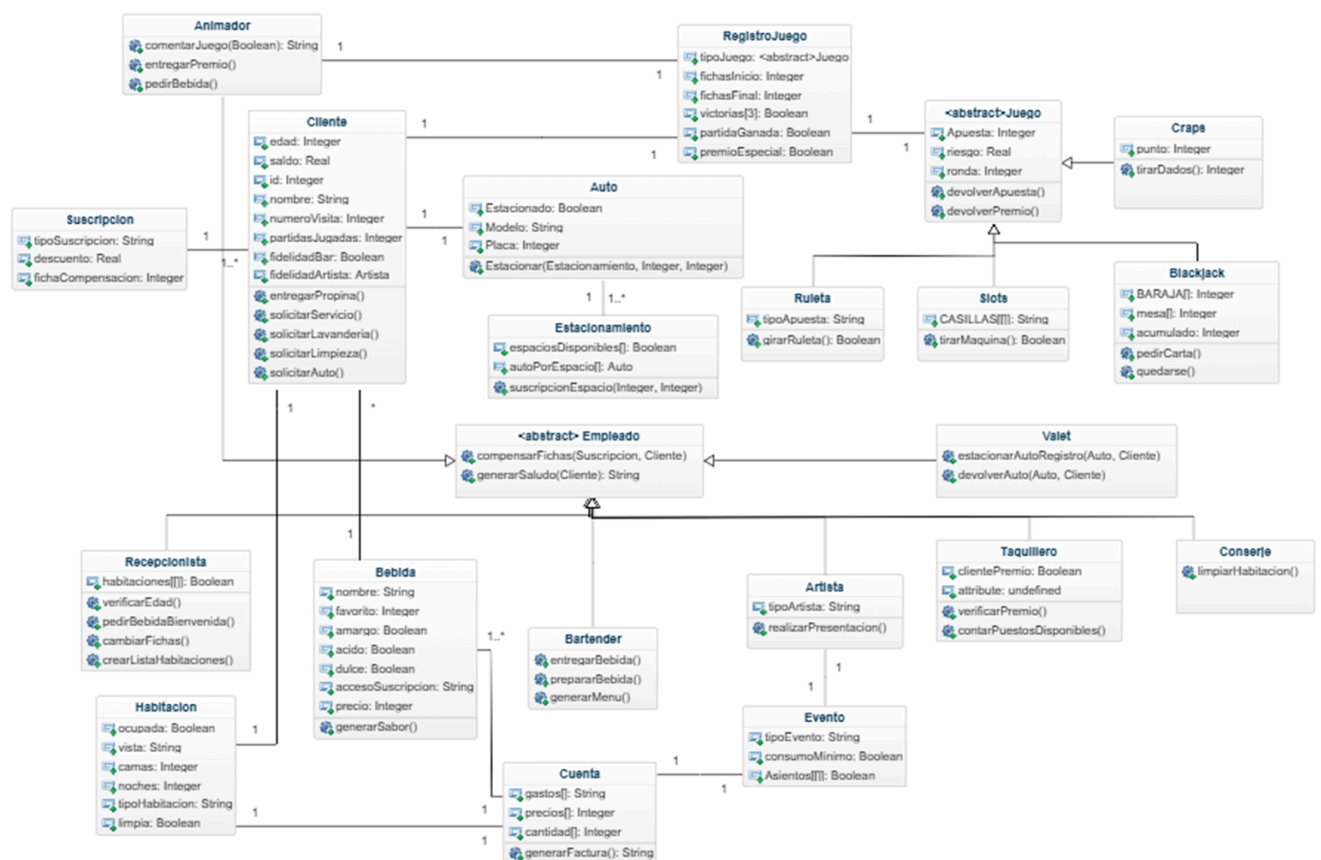 Animador
comentarJuego(Boolean): String
entregarPremio()
pedirBebida()
1
1
RegistroJuego
tipoJuego: <abstract>Juego
fichasInicio: Integer
fichasFinal: Integer
victorias[3]: Boolean
partidaGanada: Boolean
premioEspecial: Boolean
1
1
<abstract>Juego
Apuesta: Integer
riesgo: Real
ronda: Integer
devolverApuesta()
devolverPremio()
Craps
punto: Integer
tirarDados(): Integer
Cliente
edad: Integer
saldo: Real
id: Integer
nombre: String
numeroVisita: Integer
partidasJugadas: Integer
fidelidadBar: Boolean
fidelidadArtista: Artista
entregarPropina()
solicitarServicio()
solicitarLavanderia()
solicitarLimpieza()
solicitarAuto()
1
1
Suscripcion
tipoSuscripcion: String
descuento: Real
fichaCompensacion: Integer
1
1..*
Auto
Estacionado: Boolean
Modelo: String
Placa: Integer
Estacionar(Estacionamiento, Integer, Integer)
1
1
1
1..*
Estacionamiento
espaciosDisponibles[]: Boolean
autoPorEspacio[]: Auto
suscripcionEspacio(Integer, Integer)
Ruleta
tipoApuesta: String
girarRuleta(): Boolean
Slots
CASILLAS[[]]: String
tirarMaquina(): Boolean
Blackjack
BARAJA[]: Integer
mesa[]: Integer
acumulado: Integer
pedirCarta()
quedarse()
1
*
<abstract> Empleado
compensarFichas(Suscripcion, Cliente)
generarSaludo(Cliente): String
Valet
estacionarAutoRegistro(Auto, Cliente)
devolverAuto(Auto, Cliente)
Recepcionista
habitaciones[[]]: Boolean
verificarEdad()
pedirBebidaBienvenida()
cambiarFichas()
crearListaHabitaciones()
1
Bebida
nombre: String
favorito: Integer
amargo: Boolean
acido: Boolean
dulce: Boolean
accesoSuscripcion: String
precio: Integer
generarSabor()
1..*
Bartender
entregarBebida()
prepararBebida()
generarMenu()
Artista
tipoArtista: String
realizarPresentacion()
Taquillero
clientePremio: Boolean
attribute: undefined
verificarPremio()
contarPuestosDisponibles()
Conserje
limpiarHabitacion()
1
1
Habitacion
ocupada: Boolean
vista: String
camas: Integer
noches: Integer
tipoHabitacion: String
limpia: Boolean
1
1
Cuenta
gastos[]: String
precios[]: Integer
cantidad[]: Integer
generarFactura(): String
1
1
1
1
Evento
tipoEvento: String
consumoMinimo: Boolean
Asientos[[]]: Boolean